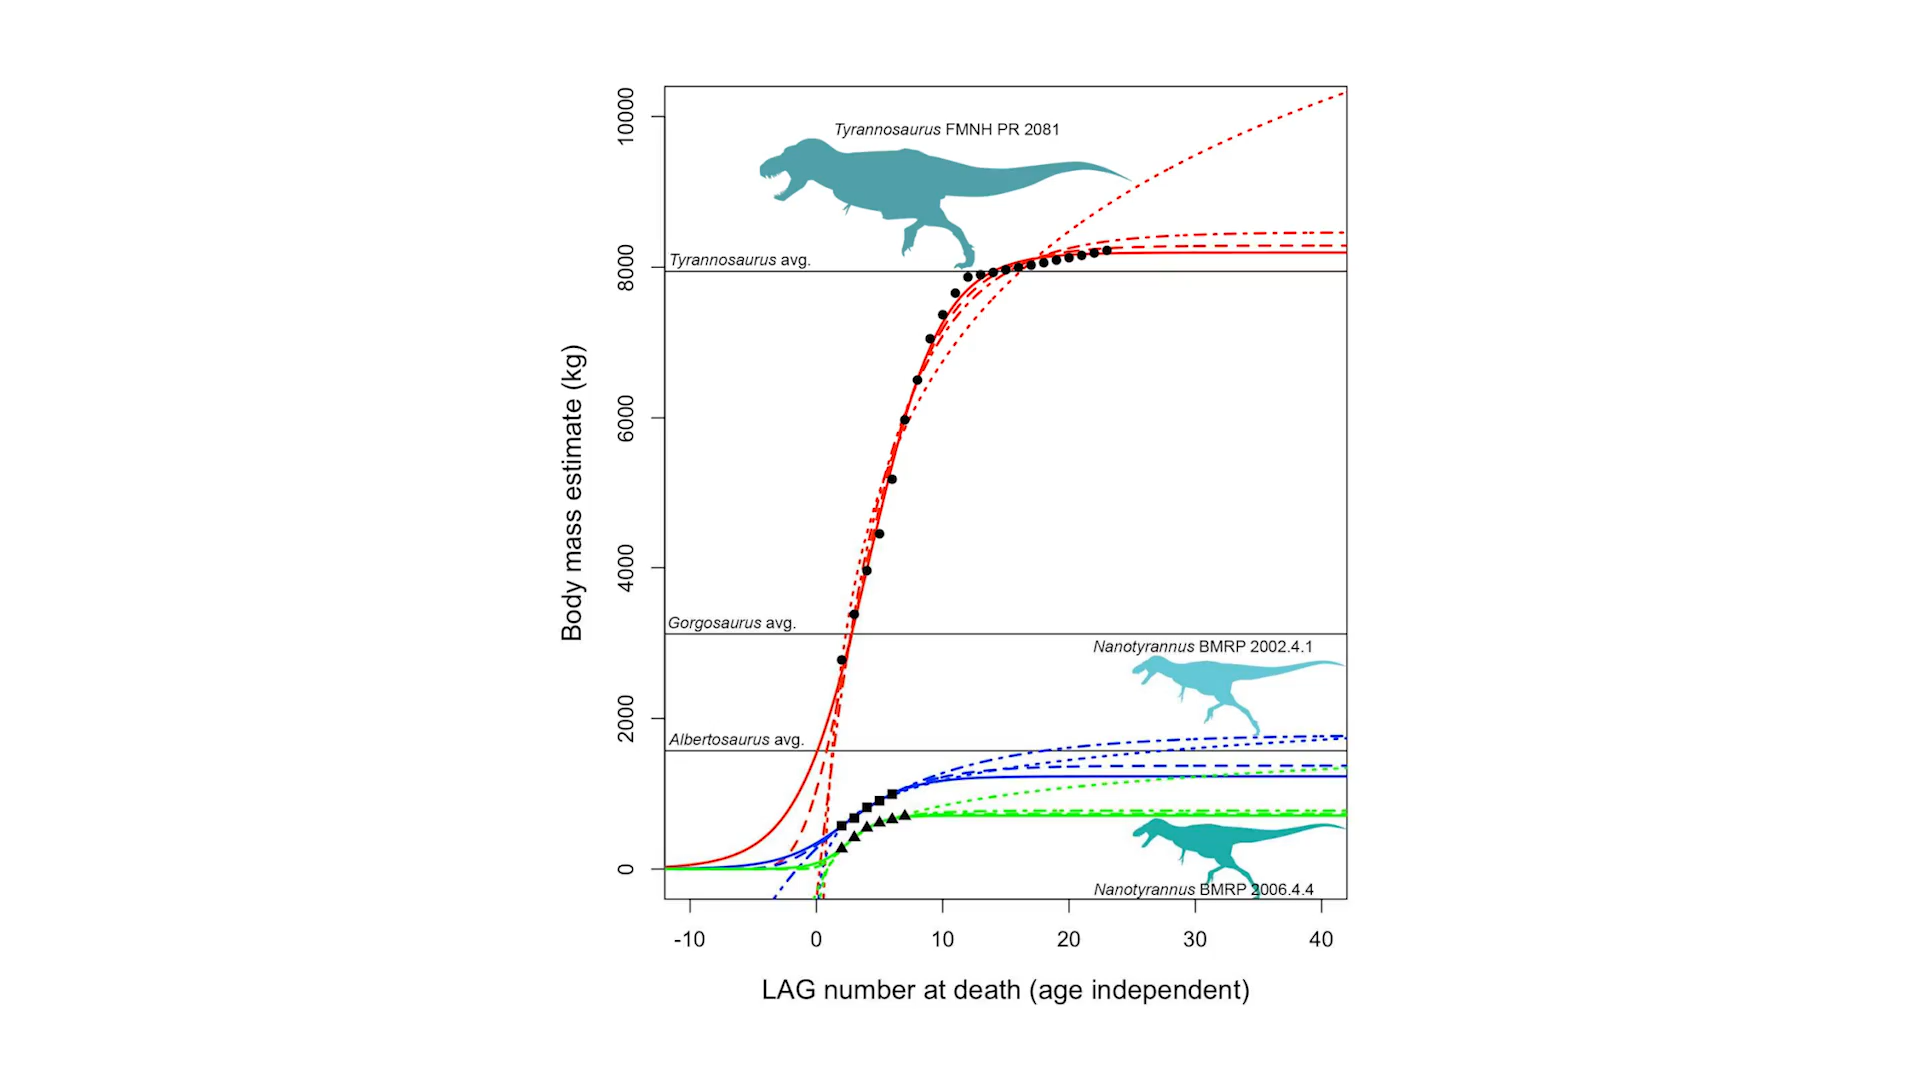 Tyrannosaurus FMNH PR 2081
Tyrannosaurus avg.
Gorgosaurus avg.
Nanotyrannus BMRP 2002.4.1
Albertosaurus avg.
Nanotyrannus BMRP 2006.4.4
Body mass estimate (kg)
10000
8000
6000
4000
2000
0
-10 0 10 20 30 40
LAG number at death (age independent)